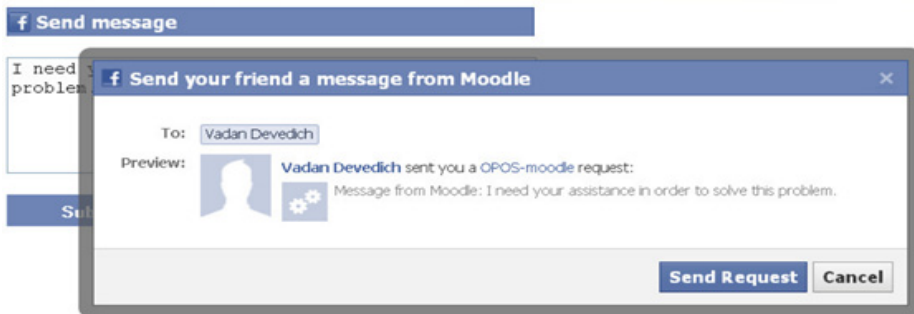 Send message
I need
problem
Send your friend a message from Moodle
To: Vadan Devedich
Preview: Vadan Devedich sent you a OPOS-moodle request:
Message from Moodle: I need your assistance in order to solve this problem.
Send Request Cancel